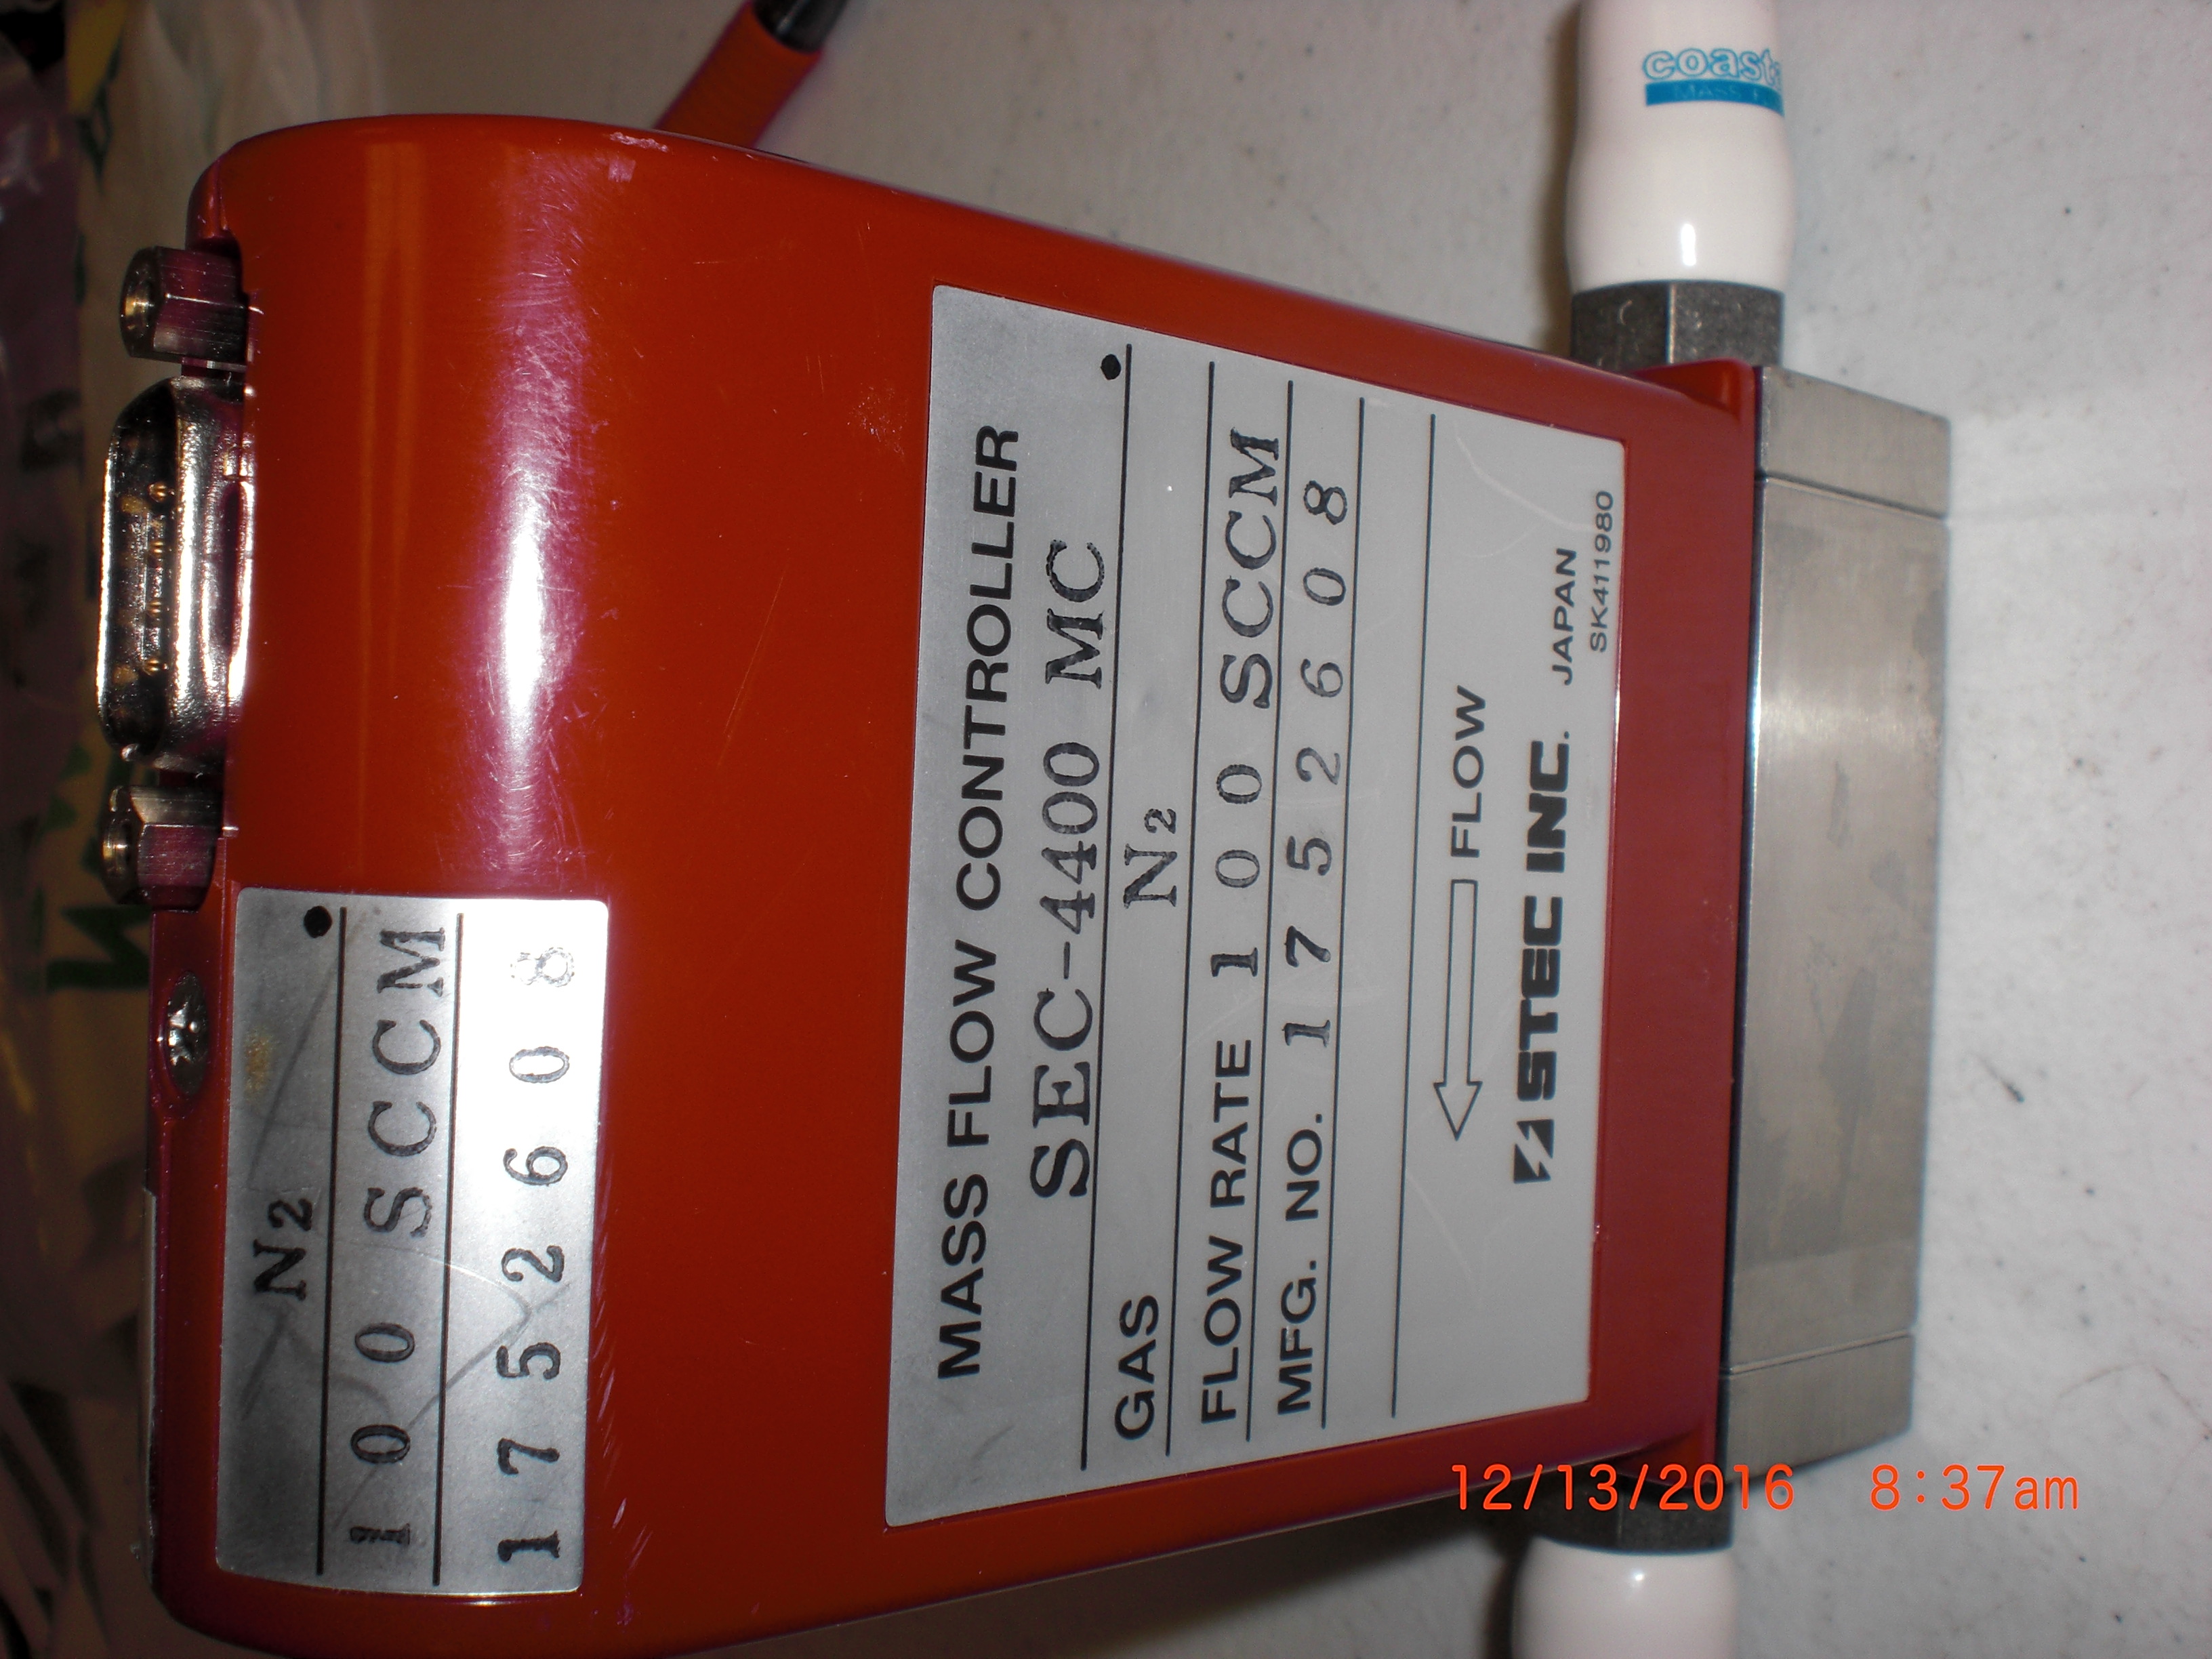 N2
100 SCCM
1752608
MASS FLOW CONTROLLER
SEC-4400 MC
GAS N2
FLOW RATE 100 SCCM
MFG. NO. 1752608
FLOW
STEC INC. JAPAN
SK411980
12/13/2016 8:37am